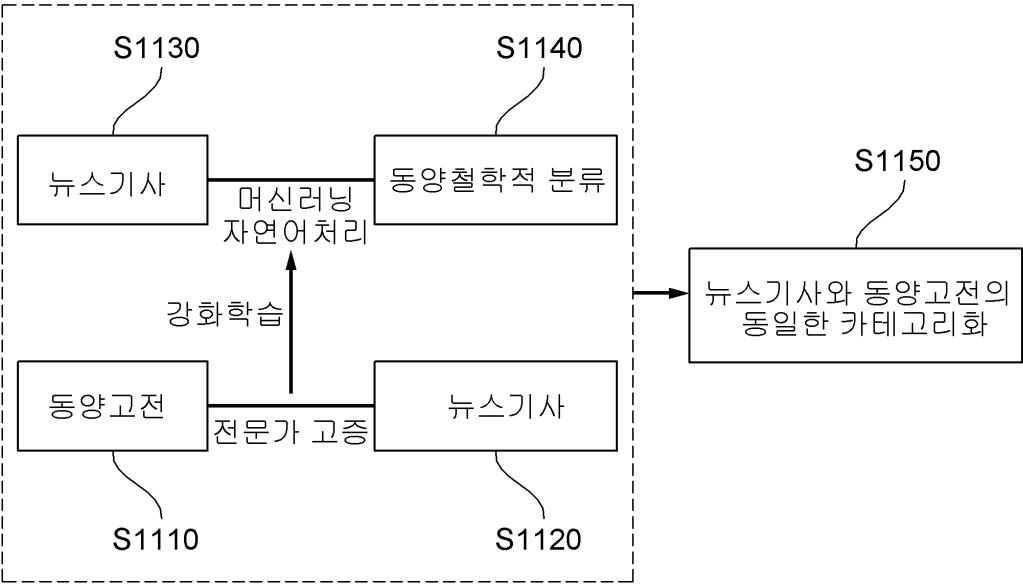 S1130
S1140
S1150
뉴스기사
동양철학적 분류
머신러닝
자연어처리
뉴스기사와 동양고전의
동일한 카테고리화
강화학습
동양고전
뉴스기사
전문가 고증
S1110
S1120